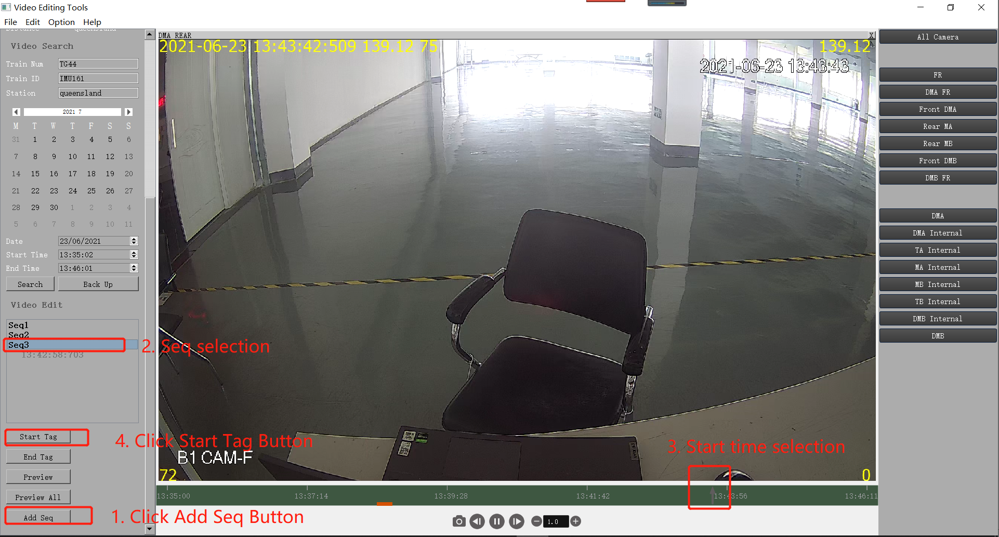 Video Editing Tools
File Edit Option Help
Distance queensland
Video Search
Train Num TG44
Train ID IMU161
Station queensland
2021 7
M T W T F S S
31 1 2 3 4 5 6
7 8 9 10 11 12 13
14 15 16 17 18 19 20
21 22 23 24 25 26 27
28 29 30 1 2 3 4
5 6 7 8 9 10 11
Date 23/06/2021
Start Time 13:35:02
End Time 13:46:01
Search Back Up
Video Edit
Seq1
Seq2
Seq3
2. Seq selection
13:42:58:703
Start Tag
4. Click Start Tag Button
End Tag
Preview
Preview All
Add Seq
1. Click Add Seq Button
DMA REAR X
2021-06-23 13:43:42:509 139.12 75
139.12
2021-06-23 13:43:43
3. Start time selection
B1 CAM-F
72
0
13:35:00 13:37:14 13:39:28 13:41:42 13:43:56 13:46:11
1.0
All Camera
FR
DMA FR
Front DMA
Rear MA
Rear MB
Front DMB
DMB FR
DMA
DMA Internal
TA Internal
MA Internal
MB Internal
TB Internal
DMB Internal
DMB